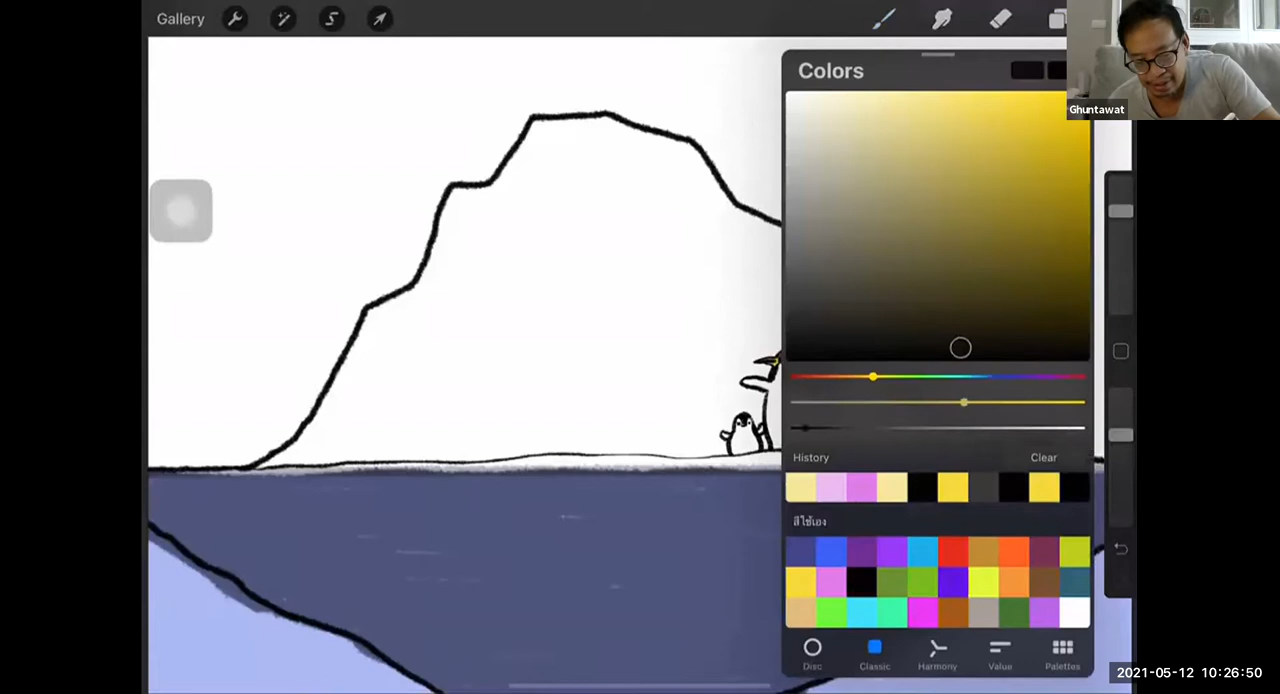 Gallery
Colors
Ghuntawat
History
Clear
สีใช้เอง
Disc
Classic
Harmony
Value
Palettes
2021-05-12 10:26:50